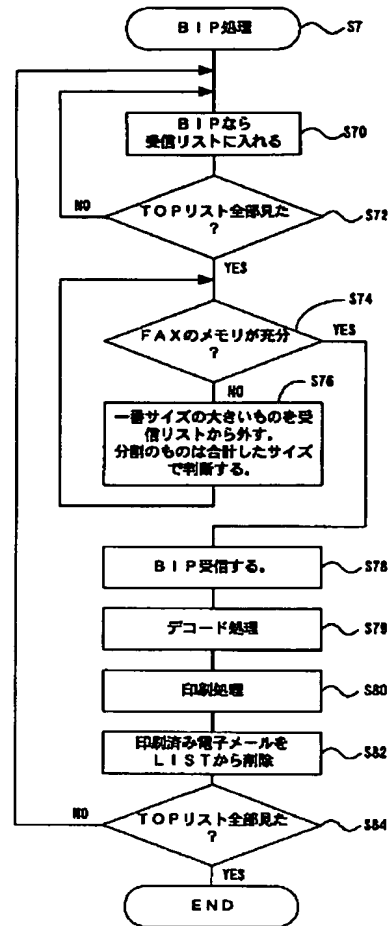 BIP処理
S7
BIPなら
受信リストに入れる
S70
TOPリスト全部見た
?
S72
NO
YES
S74
FAXのメモリが充分
?
YES
NO
S76
一番サイズの大きいものを受
信リストから外す。
分割のものは合計したサイズ
で判断する。
BIP受信する。
S78
デコード処理
S79
印刷処理
S80
印刷済み電子メールを
LISTから削除
S82
NO
TOPリスト全部見た
?
S84
YES
END